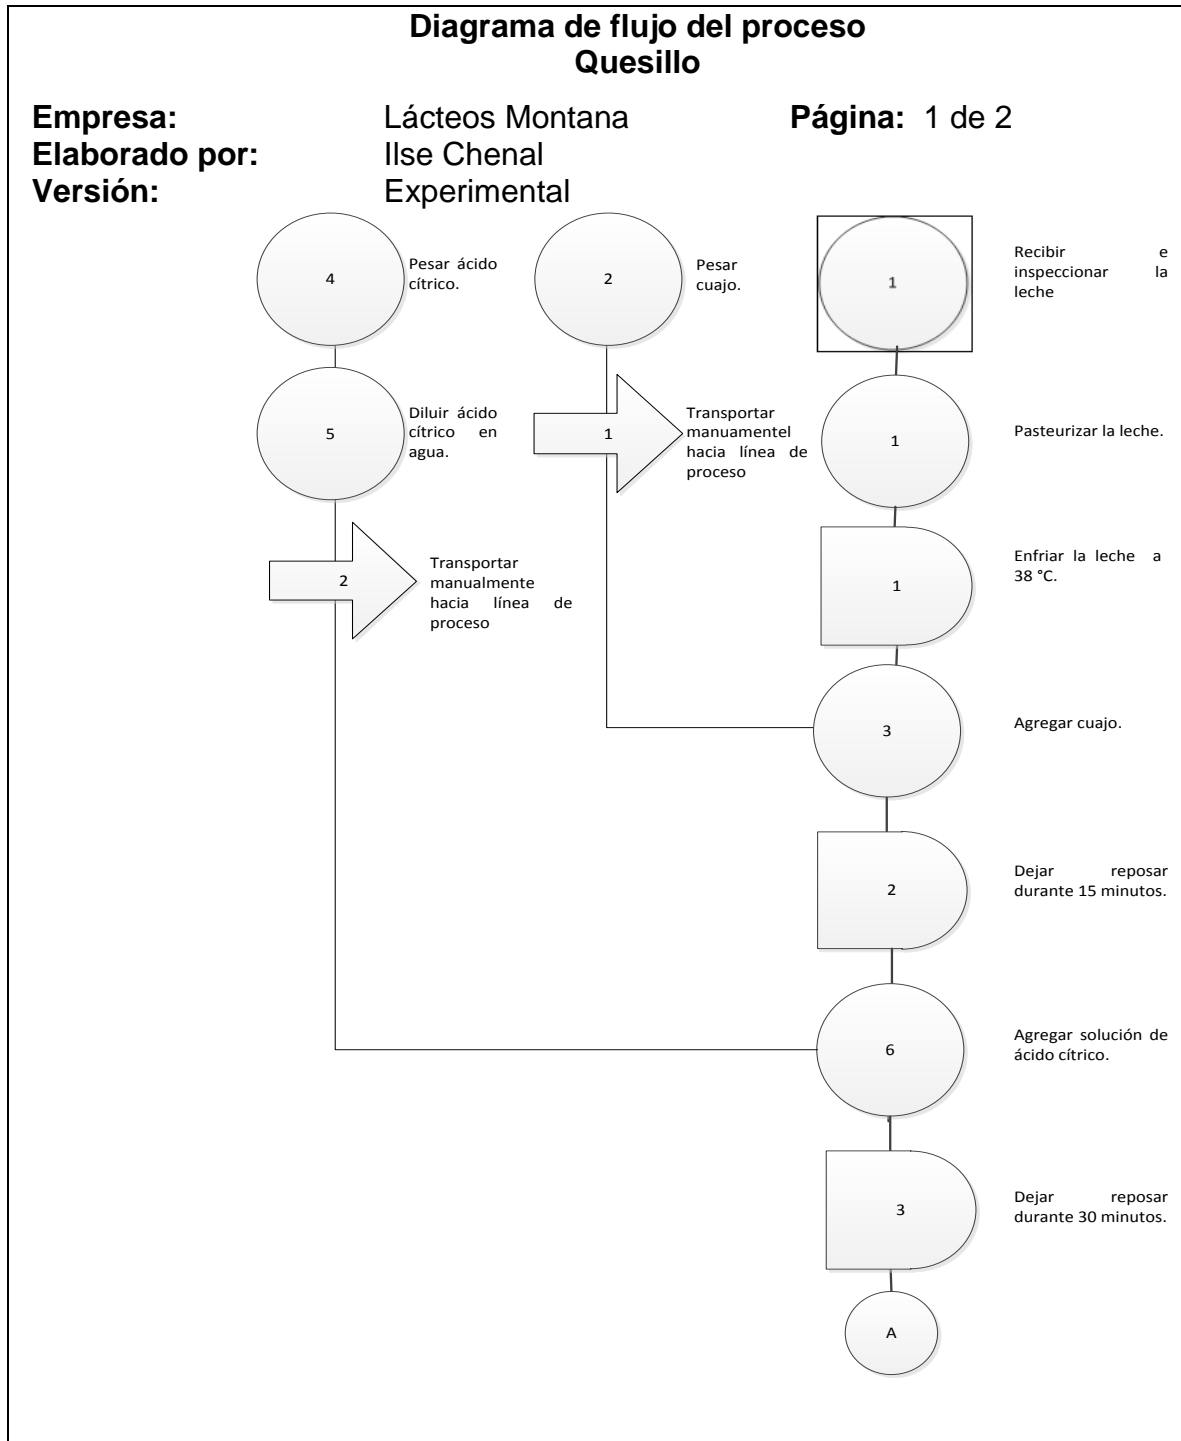 Diagrama de flujo del proceso
Quesillo
Empresa: Lácteos Montana Página: 1 de 2
Elaborado por: Ilse Chenal
Versión: Experimental
4
Pesar ácido
cítrico.
2
Pesar
cuajo.
1
Recibir e
inspeccionar la
leche
5
Diluir ácido
cítrico en
agua.
1
Transportar
manuamentel
hacia línea de
proceso
1
Pasteurizar la leche.
2
Transportar
manualmente
hacia línea de
proceso
1
Enfriar la leche a
38 °C.
3
Agregar cuajo.
2
Dejar reposar
durante 15 minutos.
6
Agregar solución de
ácido cítrico.
3
Dejar reposar
durante 30 minutos.
A